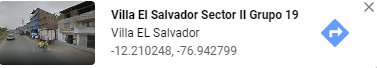 Villa El Salvador Sector II Grupo 19
Villa EL Salvador
-12.210248, -76.942799